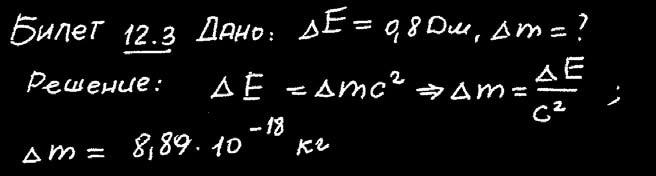 Билет 12.3 Дано: ΔE = 0,8 Дж, Δm = ?
Решение: ΔE = Δmc² ⇒ Δm = ΔE/c² ;
Δm = 8,89 · 10⁻¹⁸ кг